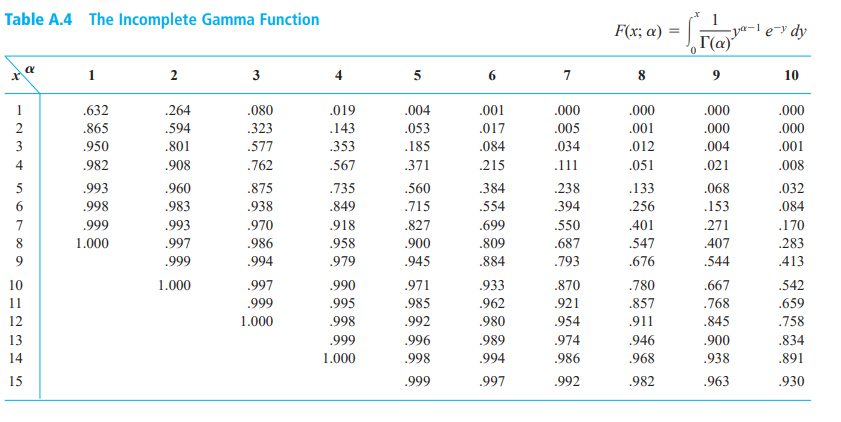 Table A.4 The Incomplete Gamma Function
F(x; α) = ∫₀ˣ 1/Γ(α) y^(α−1) e^(−y) dy
x α 1 2 3 4 5 6 7 8 9 10
1 .632 .264 .080 .019 .004 .001 .000 .000 .000 .000
2 .865 .594 .323 .143 .053 .017 .005 .001 .000 .000
3 .950 .801 .577 .353 .185 .084 .034 .012 .004 .001
4 .982 .908 .762 .567 .371 .215 .111 .051 .021 .008
5 .993 .960 .875 .735 .560 .384 .238 .133 .068 .032
6 .998 .983 .938 .849 .715 .554 .394 .256 .153 .084
7 .999 .993 .970 .918 .827 .699 .550 .401 .271 .170
8 1.000 .997 .986 .958 .900 .809 .687 .547 .407 .283
9 .999 .994 .979 .945 .884 .793 .676 .544 .413
10 1.000 .997 .990 .971 .933 .870 .780 .667 .542
11 .999 .995 .985 .962 .921 .857 .768 .659
12 1.000 .998 .992 .980 .954 .911 .845 .758
13 .999 .996 .989 .974 .946 .900 .834
14 1.000 .998 .994 .986 .968 .938 .891
15 .999 .997 .992 .982 .963 .930